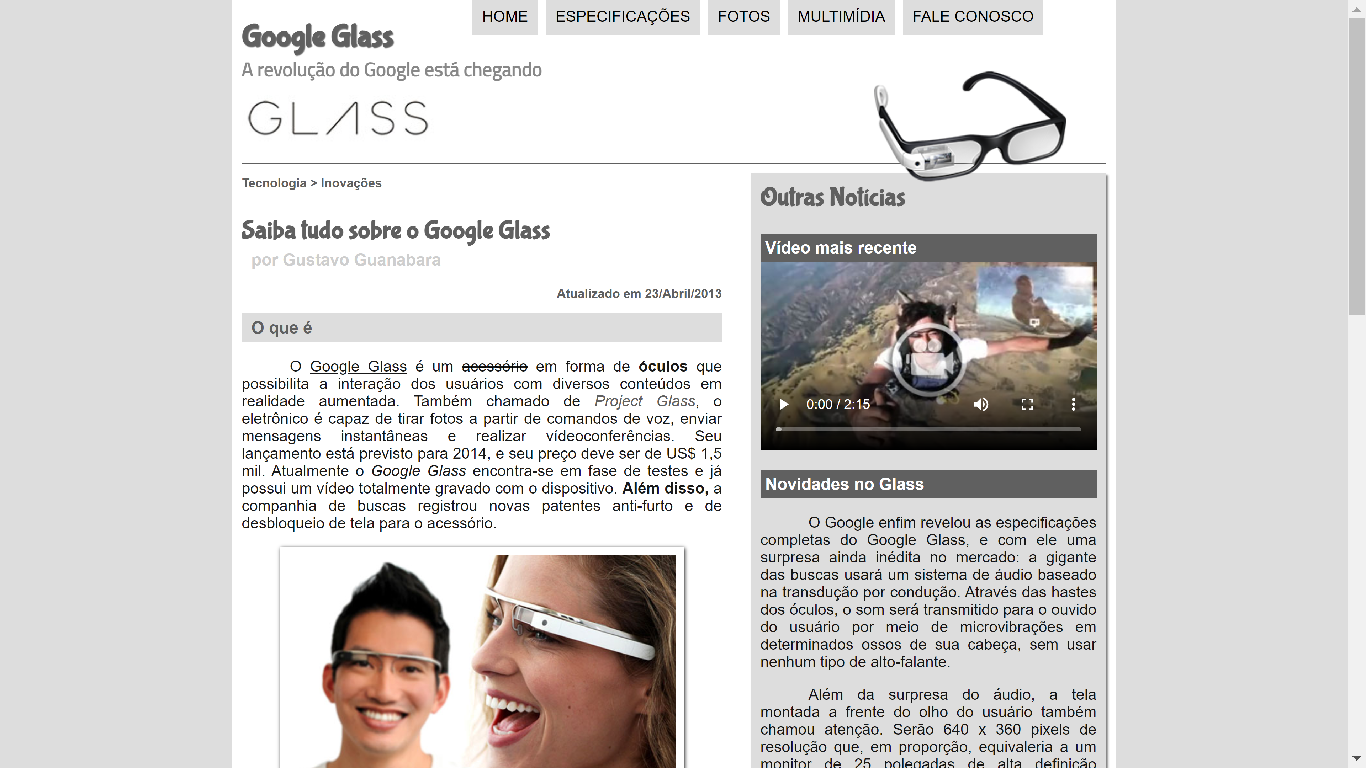 HOME
ESPECIFICAÇÕES
FOTOS
MULTIMÍDIA
FALE CONOSCO
Google Glass
A revolução do Google está chegando
GLASS
Tecnologia > Inovações
Saiba tudo sobre o Google Glass
por Gustavo Guanabara
Atualizado em 23/Abril/2013
O que é
O Google Glass é um acessório em forma de óculos que
possibilita a interação dos usuários com diversos conteúdos em
realidade aumentada. Também chamado de Project Glass, o
eletrônico é capaz de tirar fotos a partir de comandos de voz, enviar
mensagens instantâneas e realizar vídeoconferências. Seu
lançamento está previsto para 2014, e seu preço deve ser de US$ 1,5
mil. Atualmente o Google Glass encontra-se em fase de testes e já
possui um vídeo totalmente gravado com o dispositivo. Além disso, a
companhia de buscas registrou novas patentes anti-furto e de
desbloqueio de tela para o acessório.
Outras Notícias
Vídeo mais recente
0:00 / 2:15
Novidades no Glass
O Google enfim revelou as especificações
completas do Google Glass, e com ele uma
surpresa ainda inédita no mercado: a gigante
das buscas usará um sistema de áudio baseado
na transdução por condução. Através das hastes
dos óculos, o som será transmitido para o ouvido
do usuário por meio de microvibrações em
determinados ossos de sua cabeça, sem usar
nenhum tipo de alto-falante.
Além da surpresa do áudio, a tela
montada a frente do olho do usuário também
chamou atenção. Serão 640 x 360 pixels de
resolução que, em proporção, equivaleria a um
monitor de 25 polegadas de alta definição